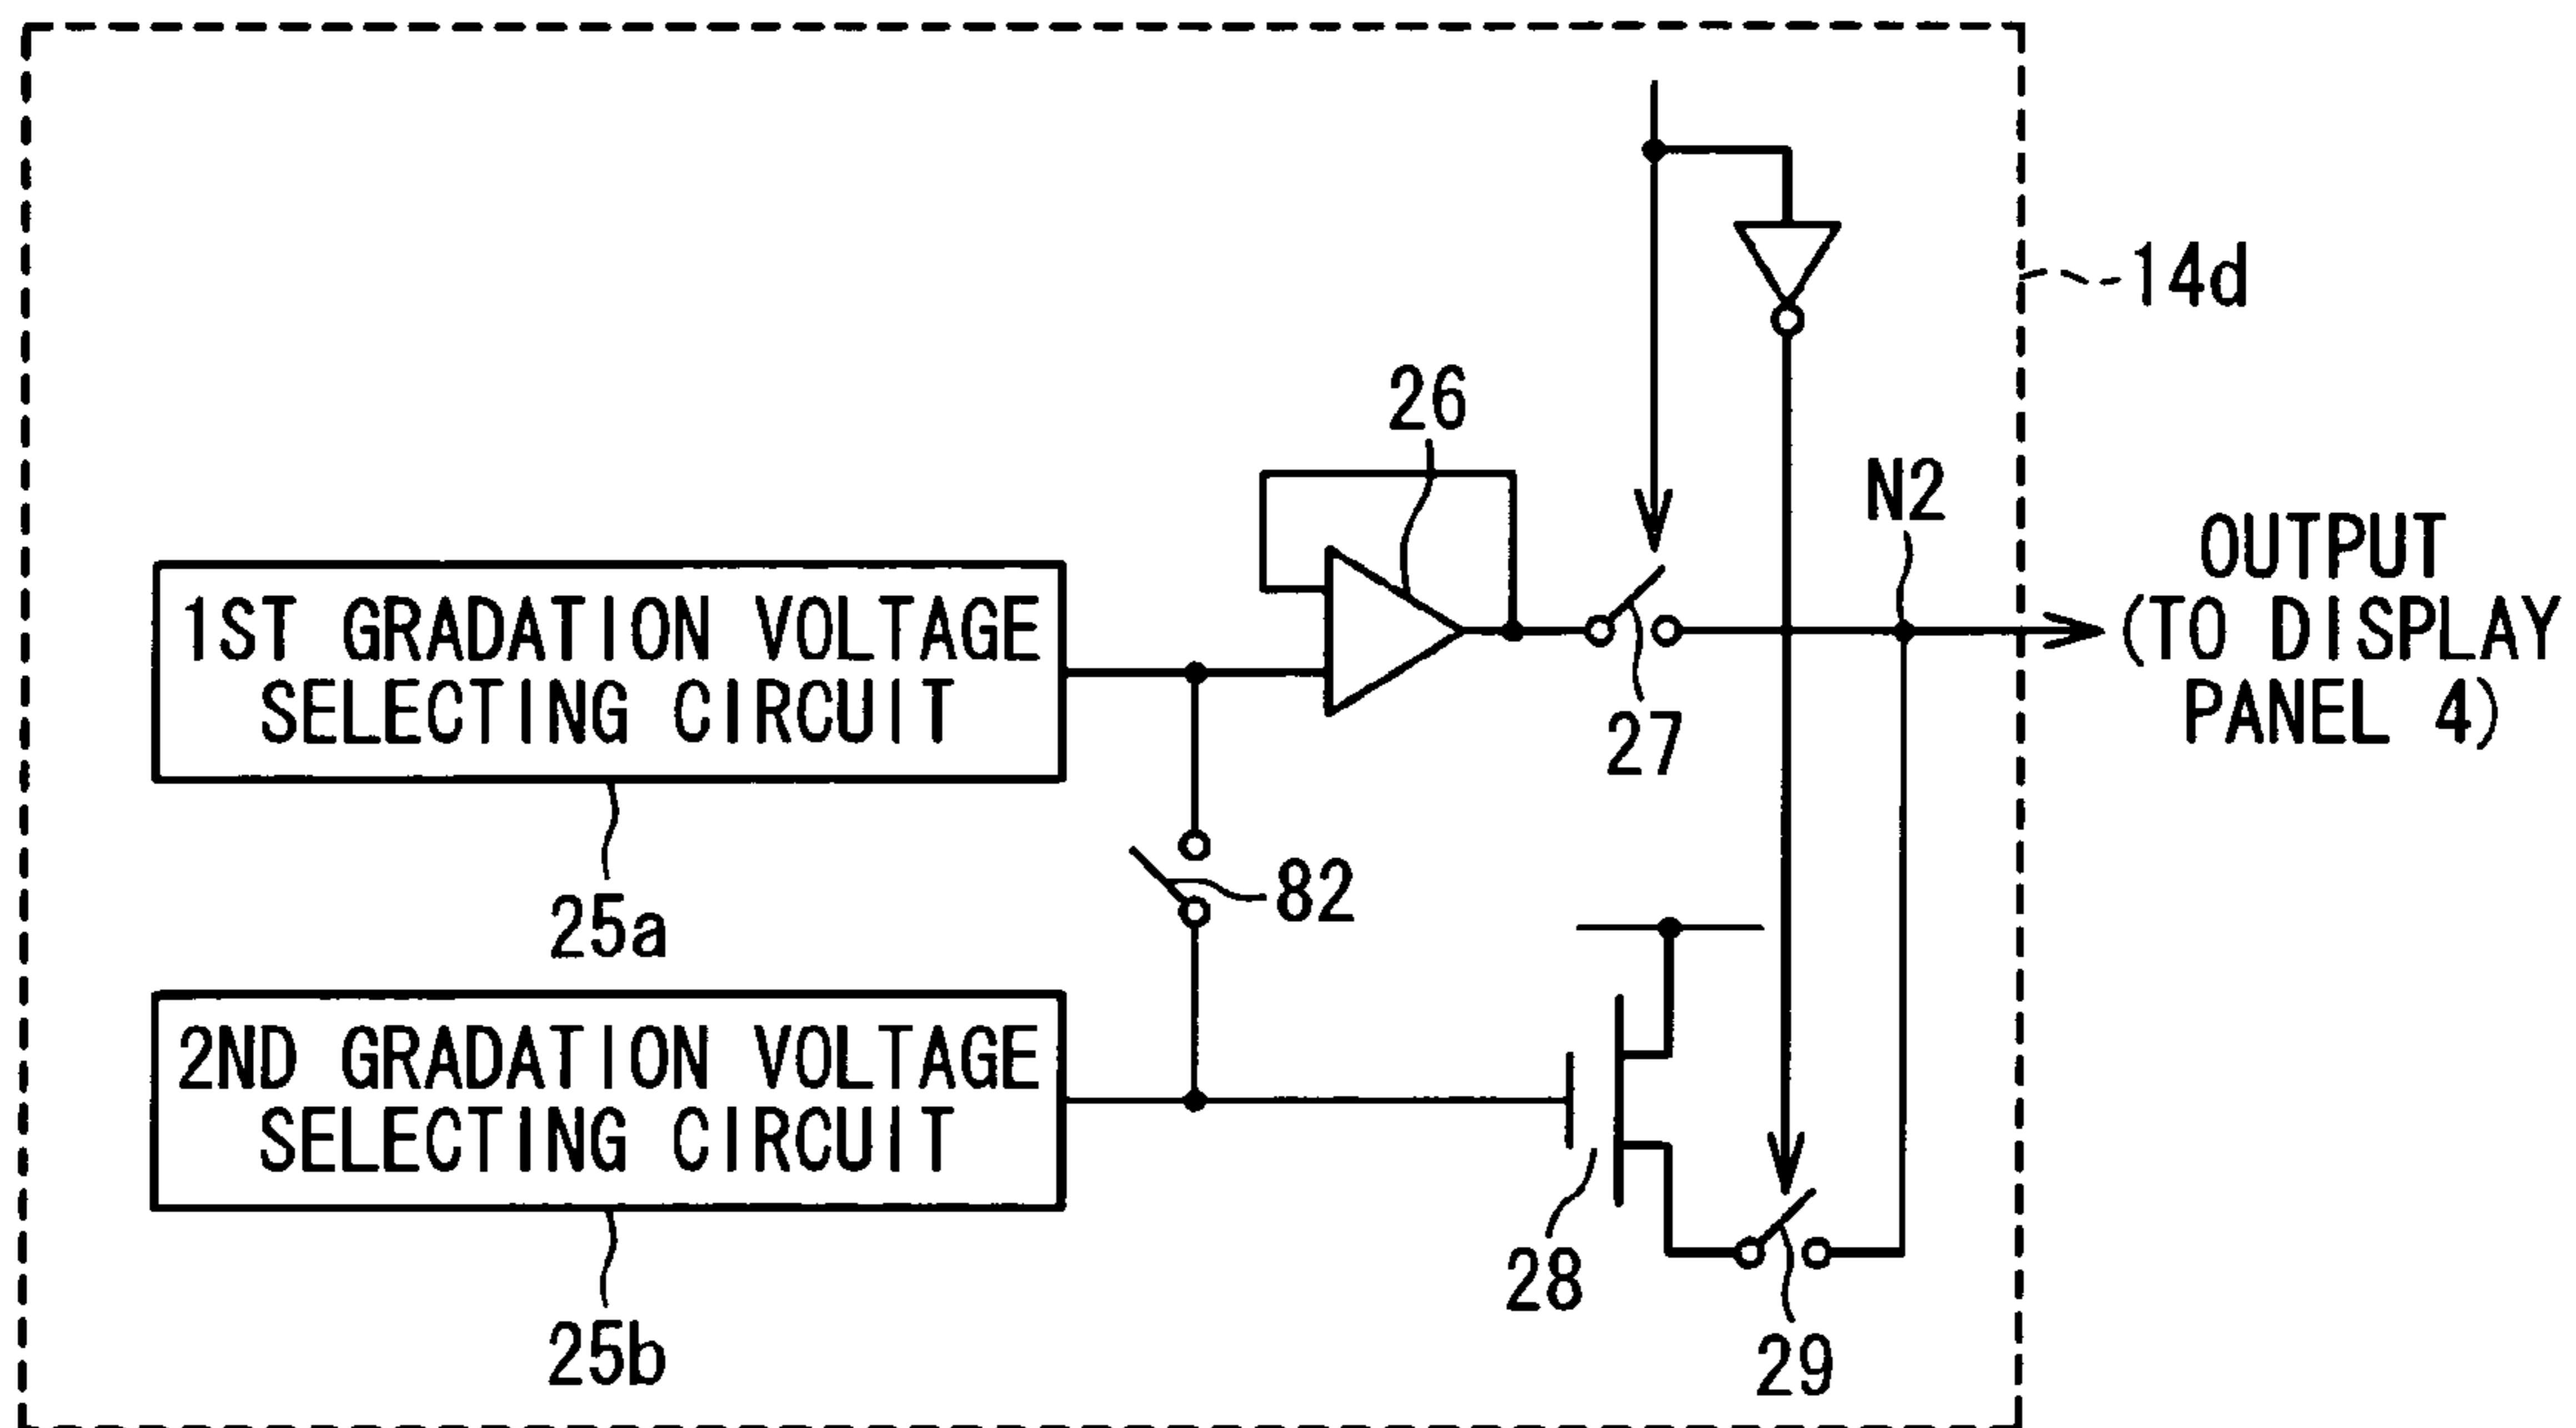 14d
26
N2
OUTPUT
(TO DISPLAY
PANEL 4)
1ST GRADATION VOLTAGE
SELECTING CIRCUIT
27
82
25a
2ND GRADATION VOLTAGE
SELECTING CIRCUIT
28
29
25b